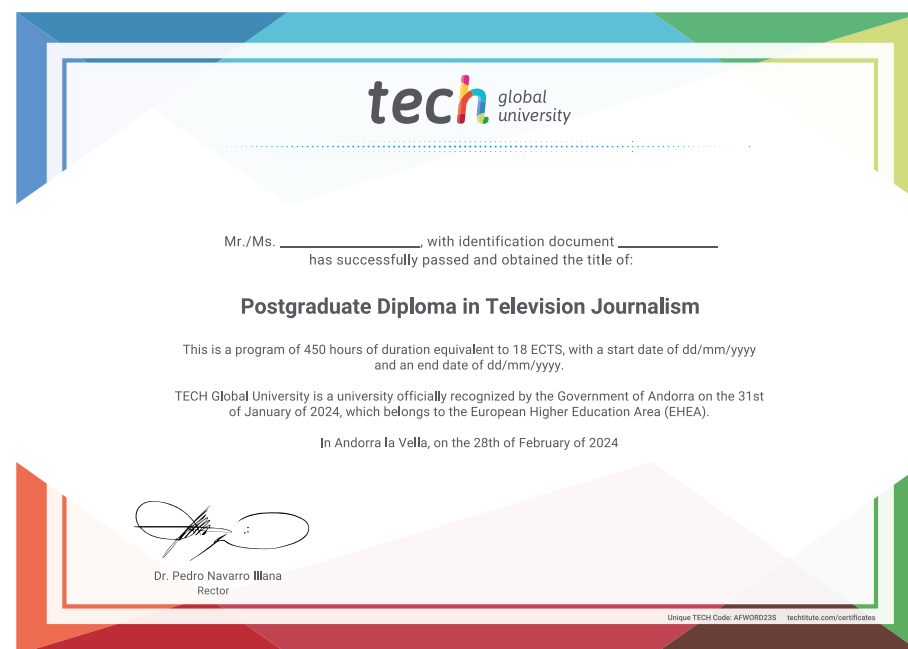 tech global university
Mr./Ms. ____________________, with identification document ______________
has successfully passed and obtained the title of:
Postgraduate Diploma in Television Journalism
This is a program of 450 hours of duration equivalent to 18 ECTS, with a start date of dd/mm/yyyy
and an end date of dd/mm/yyyy.
TECH Global University is a university officially recognized by the Government of Andorra on the 31st
of January of 2024, which belongs to the European Higher Education Area (EHEA).
In Andorra la Vella, on the 28th of February of 2024
Dr. Pedro Navarro Illana
Rector
Unique TECH Code: AFWORD23S techtitute.com/certificates